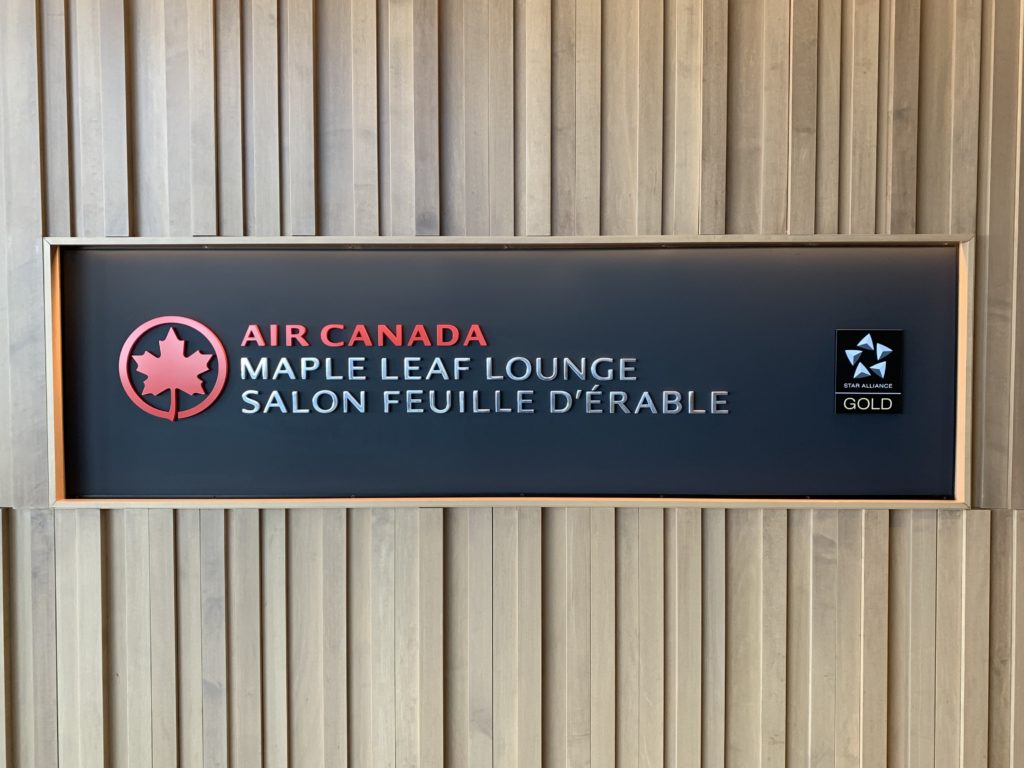 AIR CANADA
MAPLE LEAF LOUNGE
SALON FEUILLE D'ÉRABLE
STAR ALLIANCE
GOLD